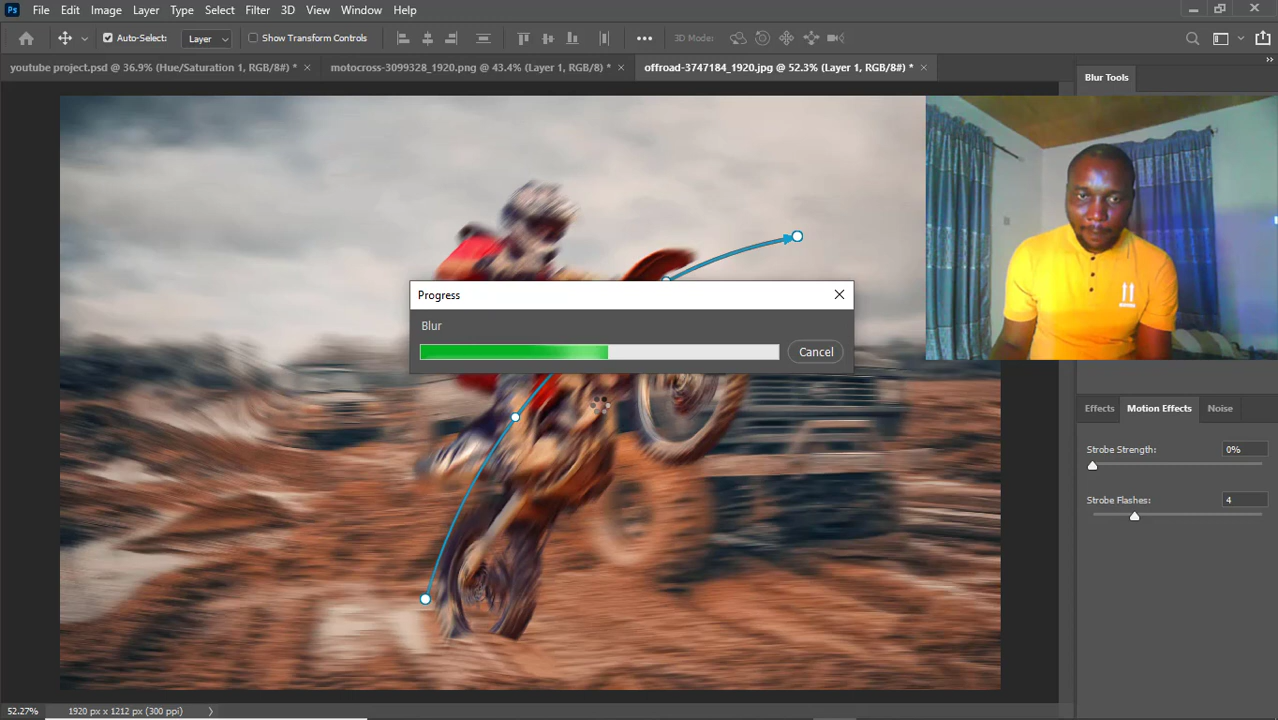 Ps File Edit Image Layer Type Select Filter 3D View Window Help
Auto-Select: Layer Show Transform Controls 3D Mode:
youtube project.psd @ 36.9% (Hue/Saturation 1, RGB/8#) * × motocross-3099328_1920.png @ 43.4% (Layer 1, RGB/8) * × offroad-3747184_1920.jpg @ 52.3% (Layer 1, RGB/8#) * ×
Blur Tools
Progress
Blur
Cancel
Effects Motion Effects Noise
Strobe Strength: 0%
Strobe Flashes: 4
52.27% 1920 px x 1212 px (300 ppi)